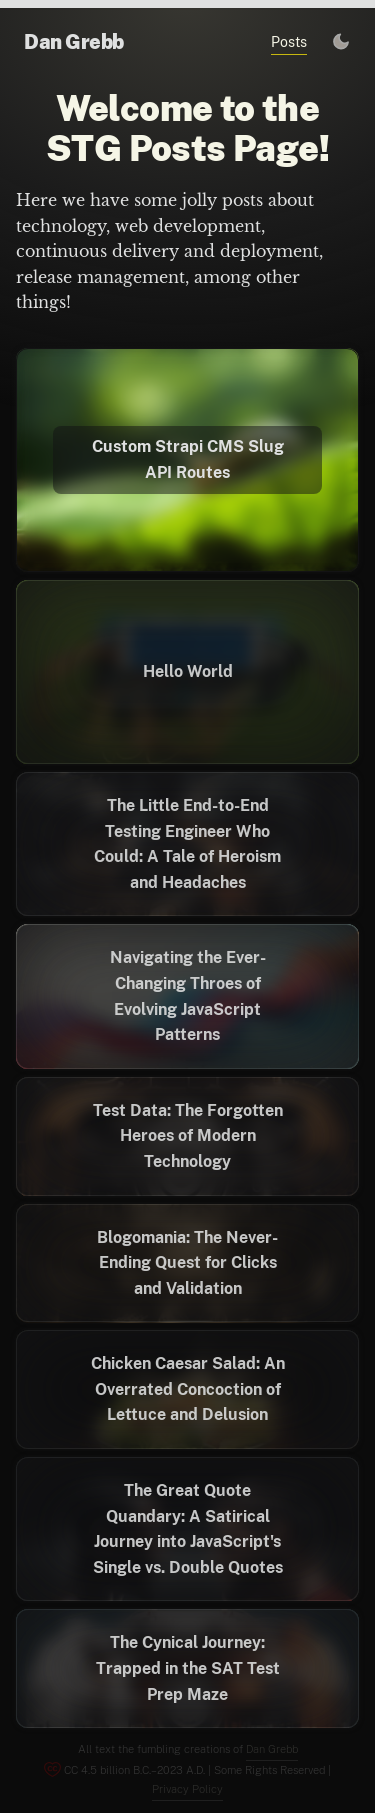 Dan Grebb
Posts
Welcome to the
STG Posts Page!
Here we have some jolly posts about
technology, web development,
continuous delivery and deployment,
release management, among other
things!
Custom Strapi CMS Slug
API Routes
Hello World
The Little End-to-End
Testing Engineer Who
Could: A Tale of Heroism
and Headaches
Navigating the Ever-
Changing Throes of
Evolving JavaScript
Patterns
Test Data: The Forgotten
Heroes of Modern
Technology
Blogomania: The Never-
Ending Quest for Clicks
and Validation
Chicken Caesar Salad: An
Overrated Concoction of
Lettuce and Delusion
The Great Quote
Quandary: A Satirical
Journey into JavaScript's
Single vs. Double Quotes
The Cynical Journey:
Trapped in the SAT Test
Prep Maze
All text the fumbling creations of Dan Grebb
CC 4.5 billion B.C.–2023 A.D. | Some Rights Reserved |
Privacy Policy